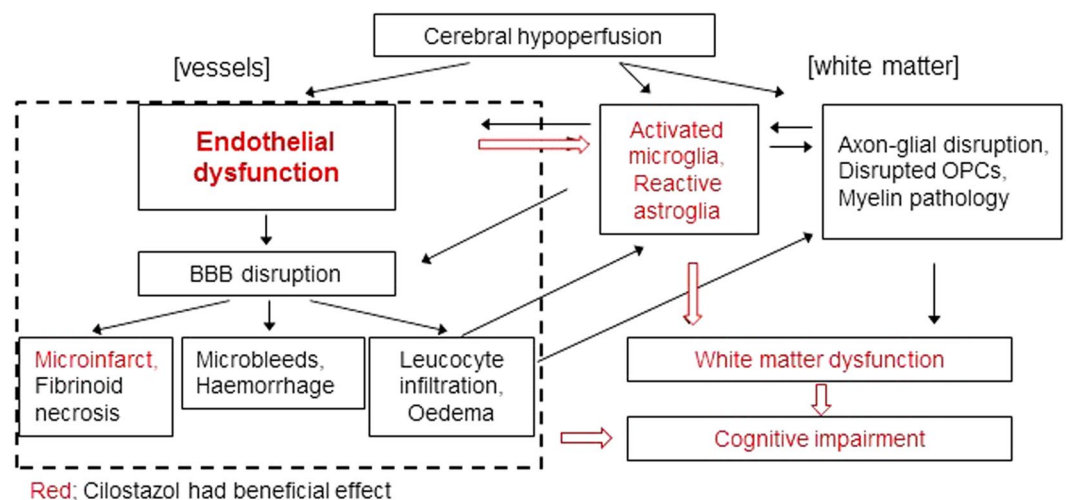 Cerebral hypoperfusion
[vessels]
[white matter]
Endothelial
dysfunction
Activated
microglia,
Reactive
astroglia
Axon-glial disruption,
Disrupted OPCs,
Myelin pathology
BBB disruption
Microinfarct,
Fibrinoid
necrosis
Microbleeds,
Haemorrhage
Leucocyte
infiltration,
Oedema
White matter dysfunction
Cognitive impairment
Red; Cilostazol had beneficial effect